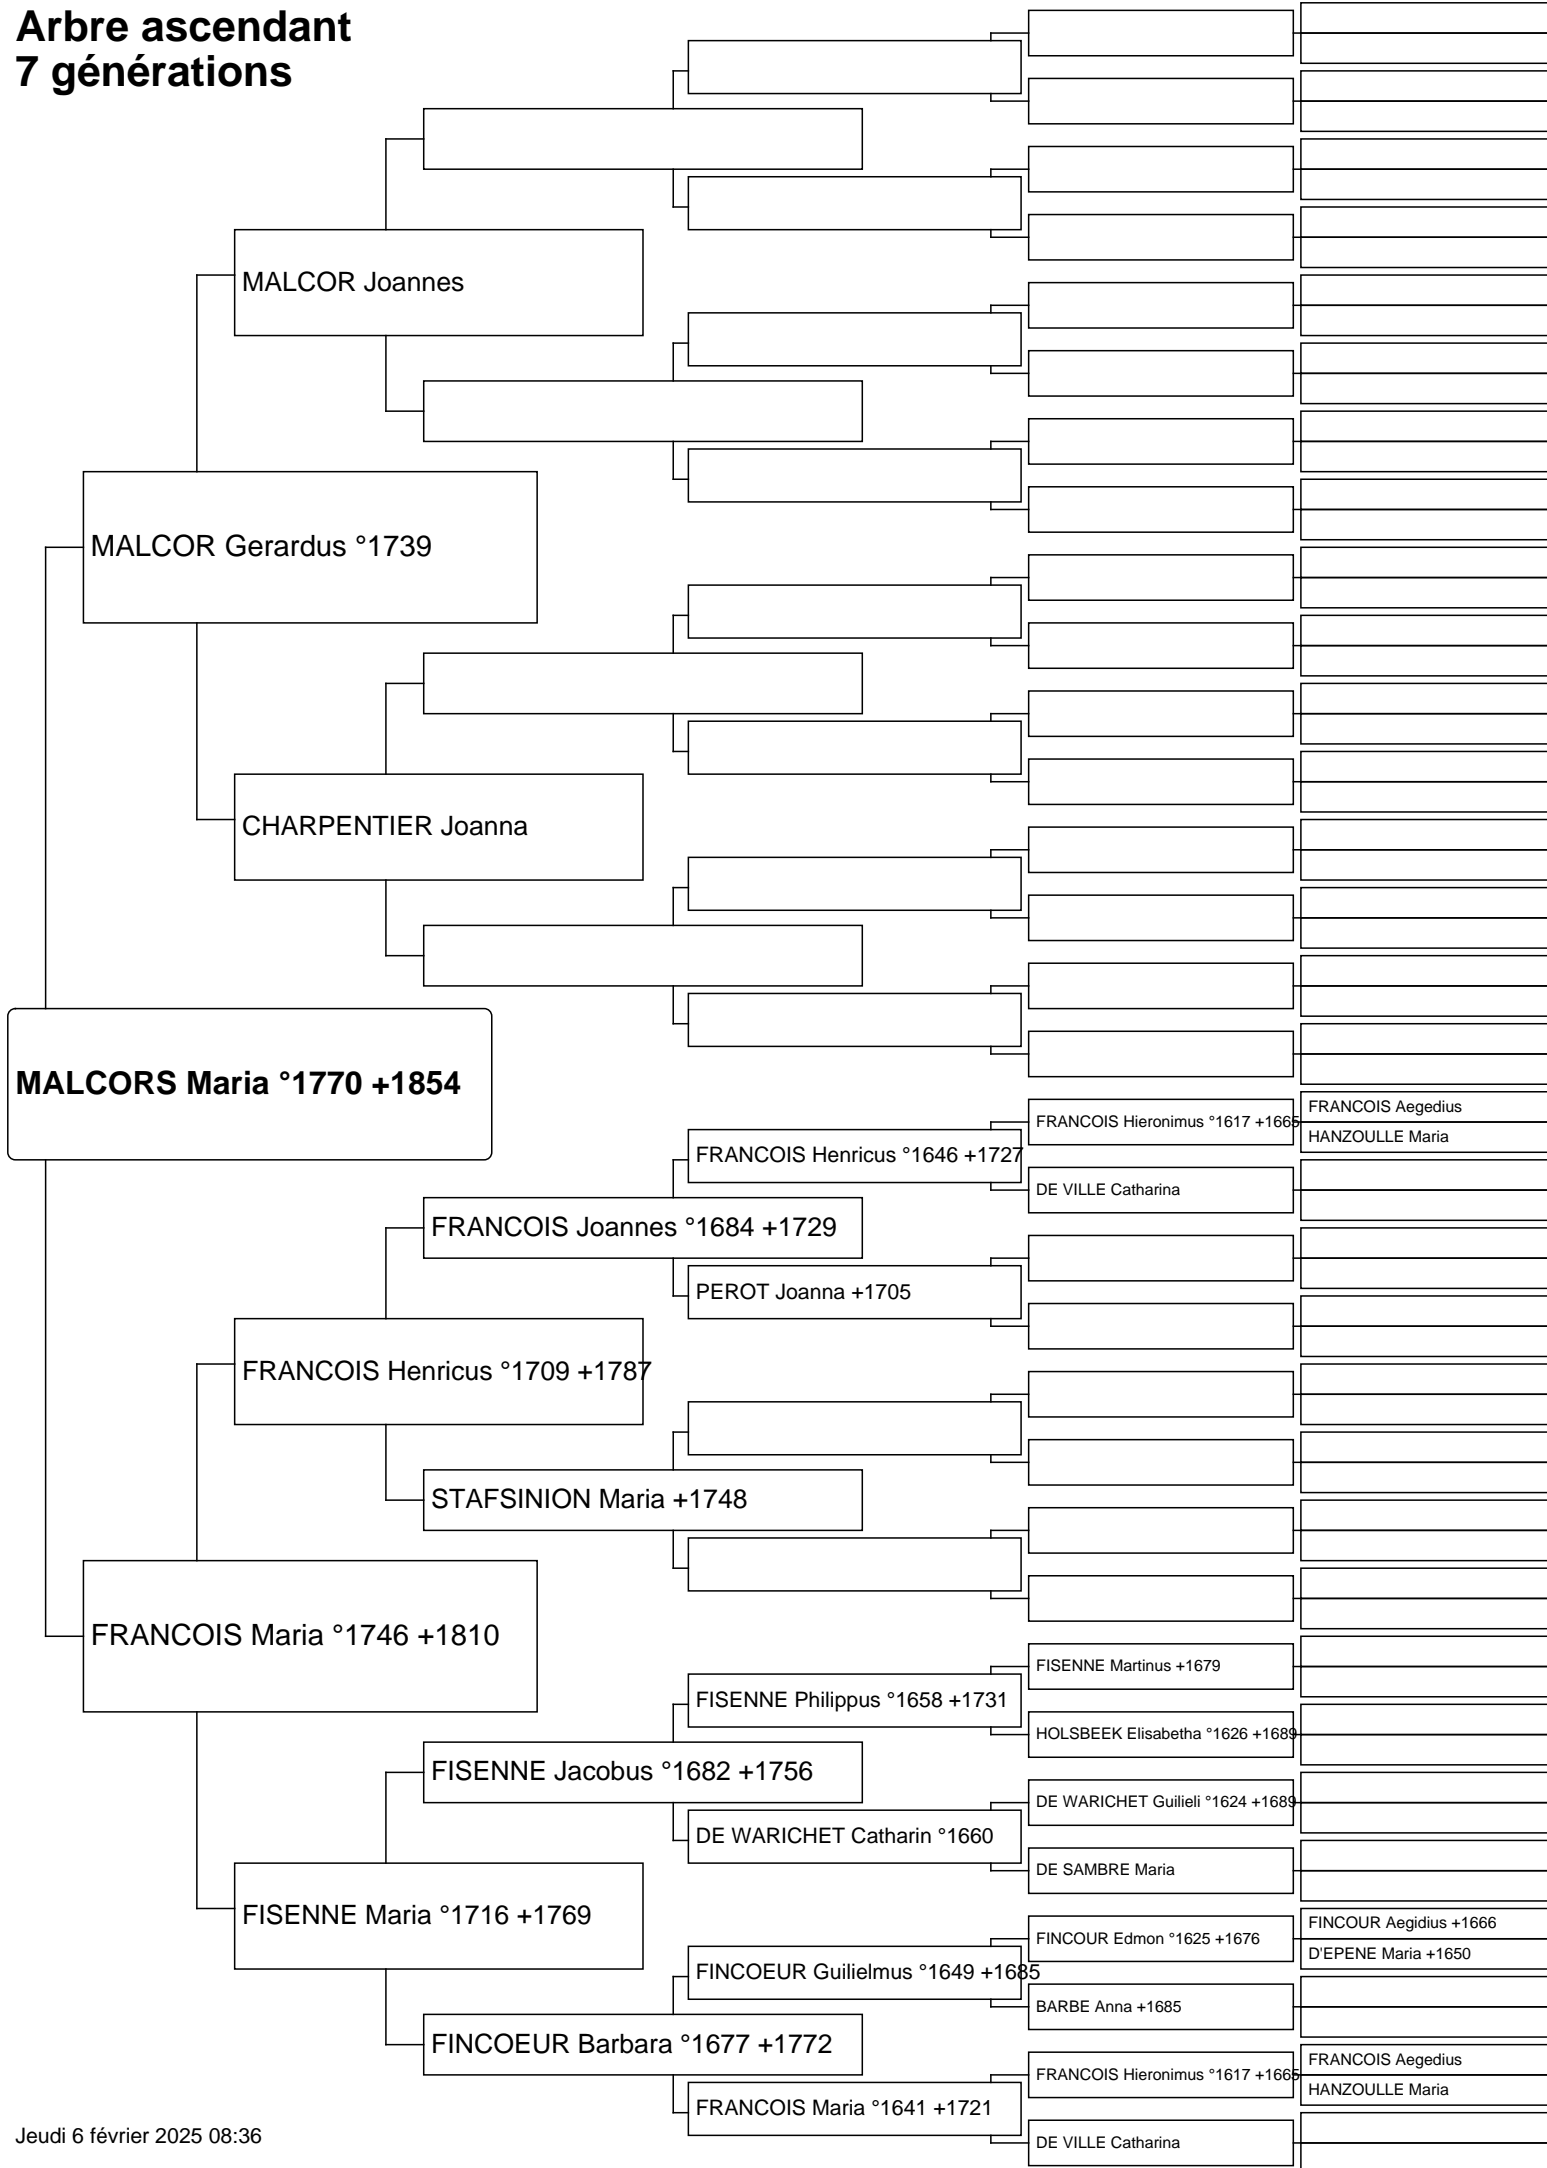 Arbre ascendant
7 générations
MALCOR Joannes
MALCOR Gerardus °1739
CHARPENTIER Joanna
MALCORS Maria °1770 +1854
FRANCOIS Hieronimus °1617 +1665
FRANCOIS Aegedius
HANZOULLE Maria
FRANCOIS Henricus °1646 +1727
DE VILLE Catharina
FRANCOIS Joannes °1684 +1729
PEROT Joanna +1705
FRANCOIS Henricus °1709 +1787
STAFSINION Maria +1748
FRANCOIS Maria °1746 +1810
FISENNE Martinus +1679
FISENNE Philippus °1658 +1731
HOLSBEEK Elisabetha °1626 +1689
FISENNE Jacobus °1682 +1756
DE WARICHET Guilieli °1624 +1689
DE WARICHET Catharin °1660
DE SAMBRE Maria
FISENNE Maria °1716 +1769
FINCOUR Edmon °1625 +1676
FINCOUR Aegidius +1666
D'EPENE Maria +1650
FINCOEUR Guilielmus °1649 +1685
BARBE Anna +1685
FINCOEUR Barbara °1677 +1772
FRANCOIS Hieronimus °1617 +1665
FRANCOIS Aegedius
HANZOULLE Maria
FRANCOIS Maria °1641 +1721
DE VILLE Catharina
Jeudi 6 février 2025 08:36